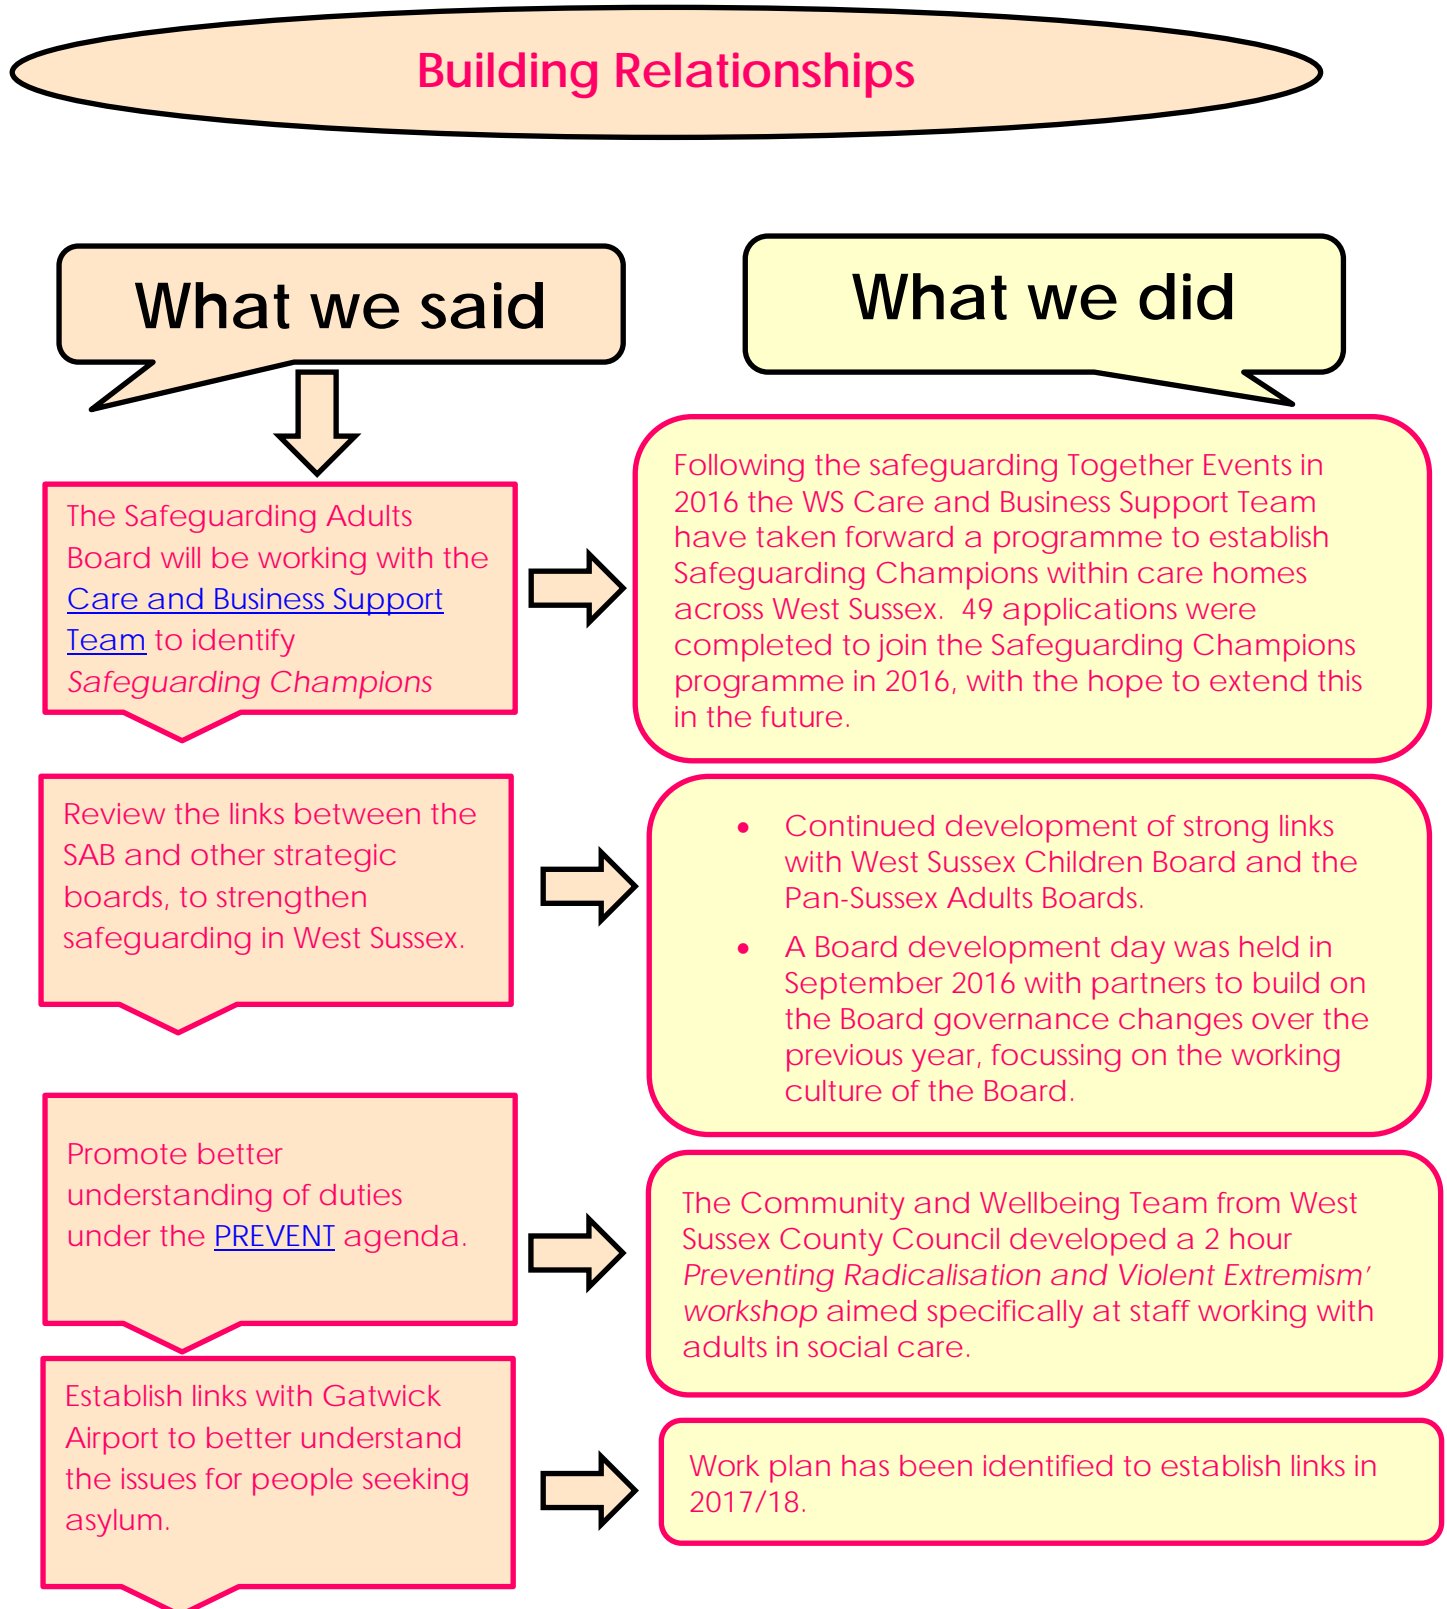 Building Relationships
What we said
What we did
The Safeguarding Adults
Board will be working with the
Care and Business Support
Team to identify
Safeguarding Champions
Following the safeguarding Together Events in
2016 the WS Care and Business Support Team
have taken forward a programme to establish
Safeguarding Champions within care homes
across West Sussex.  49 applications were
completed to join the Safeguarding Champions
programme in 2016, with the hope to extend this
in the future.
Review the links between the
SAB and other strategic
boards, to strengthen
safeguarding in West Sussex.
• Continued development of strong links
with West Sussex Children Board and the
Pan-Sussex Adults Boards.
• A Board development day was held in
September 2016 with partners to build on
the Board governance changes over the
previous year, focussing on the working
culture of the Board.
Promote better
understanding of duties
under the PREVENT agenda.
The Community and Wellbeing Team from West
Sussex County Council developed a 2 hour
Preventing Radicalisation and Violent Extremism’
workshop aimed specifically at staff working with
adults in social care.
Establish links with Gatwick
Airport to better understand
the issues for people seeking
asylum.
Work plan has been identified to establish links in
2017/18.